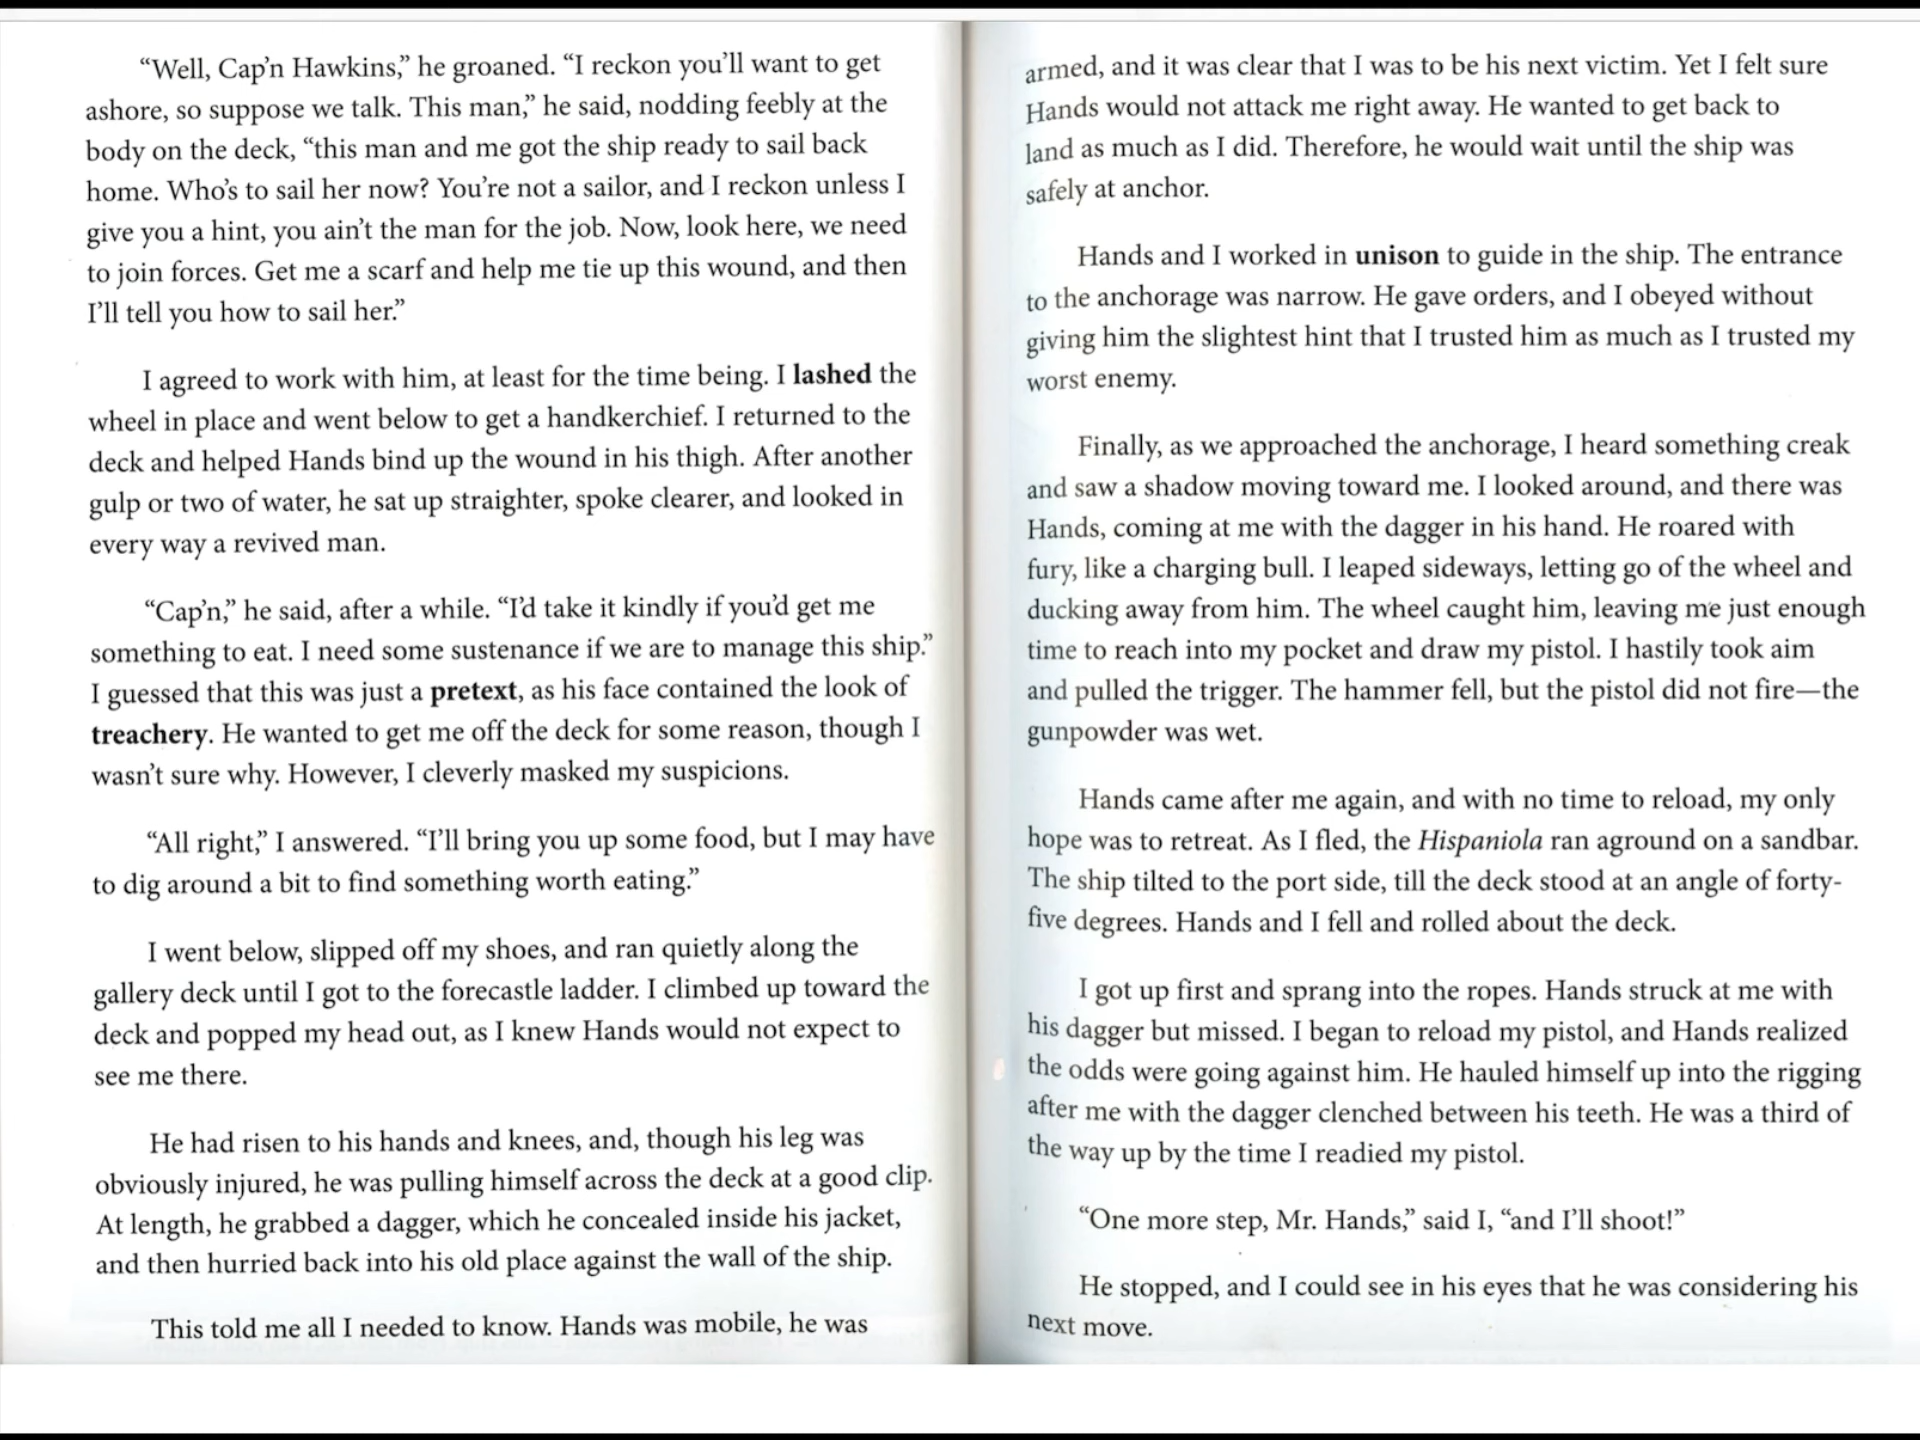 “Well, Cap’n Hawkins,” he groaned. “I reckon you’ll want to get
ashore, so suppose we talk. This man,” he said, nodding feebly at the
body on the deck, “this man and me got the ship ready to sail back
home. Who’s to sail her now? You’re not a sailor, and I reckon unless I
give you a hint, you ain’t the man for the job. Now, look here, we need
to join forces. Get me a scarf and help me tie up this wound, and then
I’ll tell you how to sail her.”
I agreed to work with him, at least for the time being. I lashed the
wheel in place and went below to get a handkerchief. I returned to the
deck and helped Hands bind up the wound in his thigh. After another
gulp or two of water, he sat up straighter, spoke clearer, and looked in
every way a revived man.
“Cap’n,” he said, after a while. “I’d take it kindly if you’d get me
something to eat. I need some sustenance if we are to manage this ship.”
I guessed that this was just a pretext, as his face contained the look of
treachery. He wanted to get me off the deck for some reason, though I
wasn’t sure why. However, I cleverly masked my suspicions.
“All right,” I answered. “I’ll bring you up some food, but I may have
to dig around a bit to find something worth eating.”
I went below, slipped off my shoes, and ran quietly along the
gallery deck until I got to the forecastle ladder. I climbed up toward the
deck and popped my head out, as I knew Hands would not expect to
see me there.
He had risen to his hands and knees, and, though his leg was
obviously injured, he was pulling himself across the deck at a good clip.
At length, he grabbed a dagger, which he concealed inside his jacket,
and then hurried back into his old place against the wall of the ship.
This told me all I needed to know. Hands was mobile, he was
armed, and it was clear that I was to be his next victim. Yet I felt sure
Hands would not attack me right away. He wanted to get back to
land as much as I did. Therefore, he would wait until the ship was
safely at anchor.
Hands and I worked in unison to guide in the ship. The entrance
to the anchorage was narrow. He gave orders, and I obeyed without
giving him the slightest hint that I trusted him as much as I trusted my
worst enemy.
Finally, as we approached the anchorage, I heard something creak
and saw a shadow moving toward me. I looked around, and there was
Hands, coming at me with the dagger in his hand. He roared with
fury, like a charging bull. I leaped sideways, letting go of the wheel and
ducking away from him. The wheel caught him, leaving me just enough
time to reach into my pocket and draw my pistol. I hastily took aim
and pulled the trigger. The hammer fell, but the pistol did not fire—the
gunpowder was wet.
Hands came after me again, and with no time to reload, my only
hope was to retreat. As I fled, the Hispaniola ran aground on a sandbar.
The ship tilted to the port side, till the deck stood at an angle of forty-
five degrees. Hands and I fell and rolled about the deck.
I got up first and sprang into the ropes. Hands struck at me with
his dagger but missed. I began to reload my pistol, and Hands realized
the odds were going against him. He hauled himself up into the rigging
after me with the dagger clenched between his teeth. He was a third of
the way up by the time I readied my pistol.
“One more step, Mr. Hands,” said I, “and I’ll shoot!”
He stopped, and I could see in his eyes that he was considering his
next move.